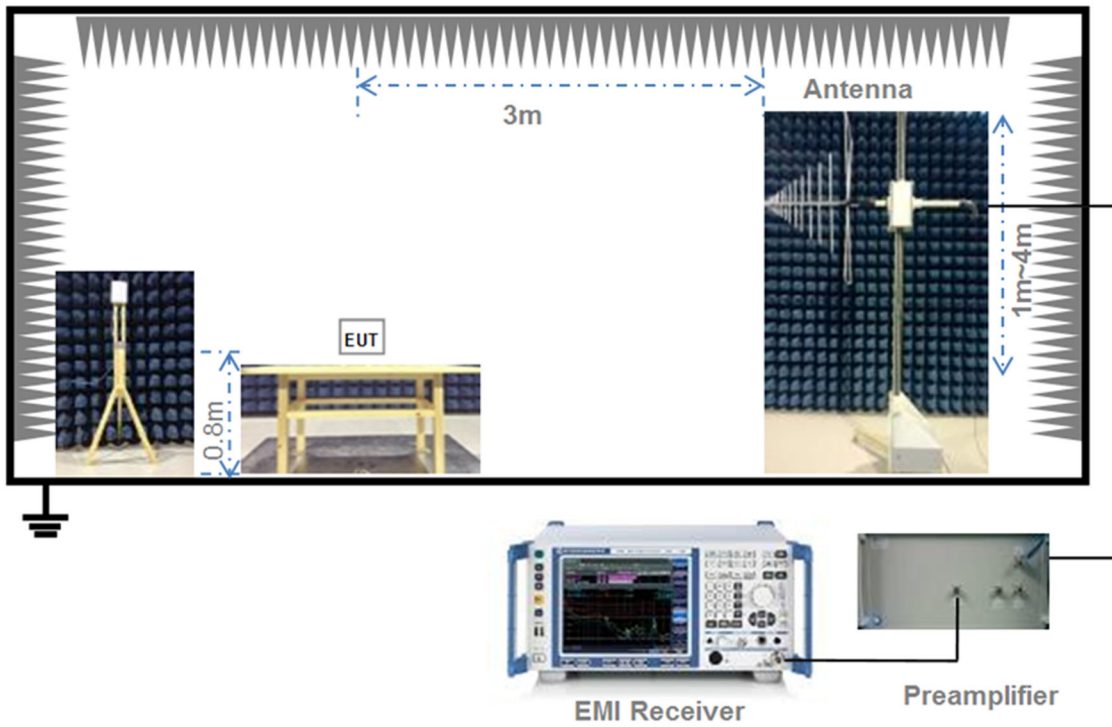 Antenna
3m
1m~4m
EUT
0.8m
EMI Receiver
Preamplifier